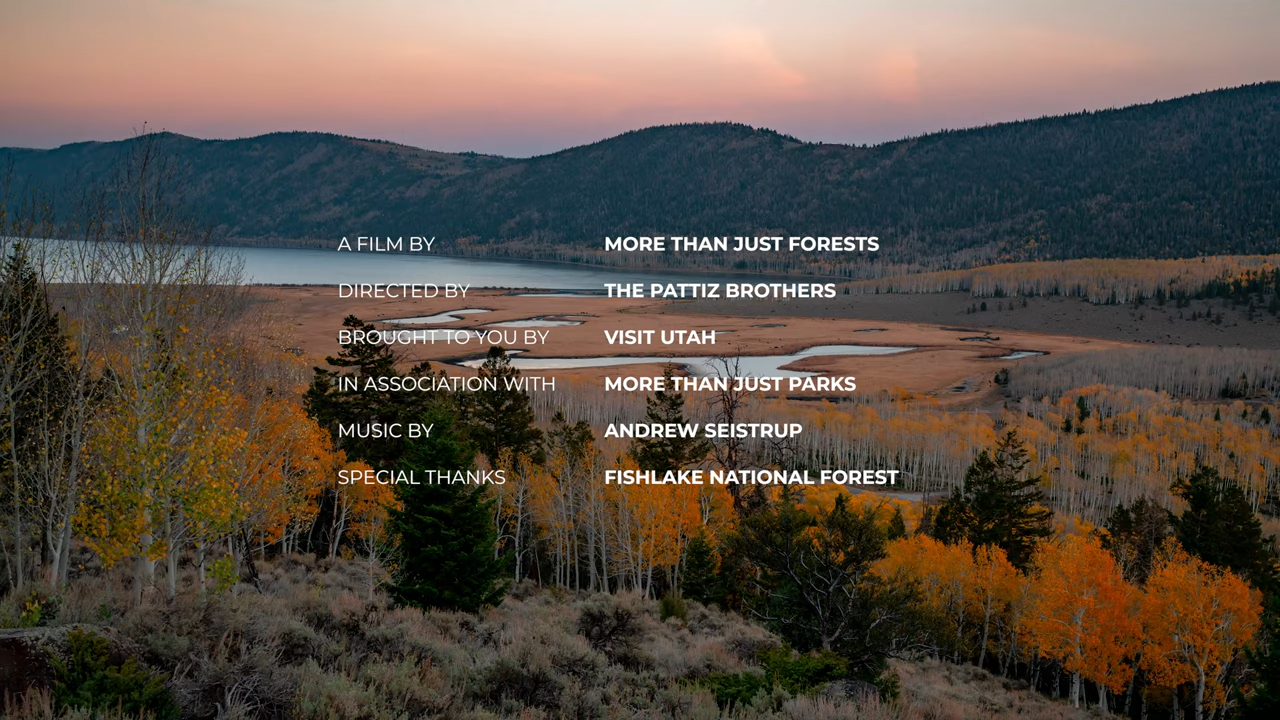 A FILM BY MORE THAN JUST FORESTS
DIRECTED BY THE PATTIZ BROTHERS
BROUGHT TO YOU BY VISIT UTAH
IN ASSOCIATION WITH MORE THAN JUST PARKS
MUSIC BY ANDREW SEISTRUP
SPECIAL THANKS FISHLAKE NATIONAL FOREST